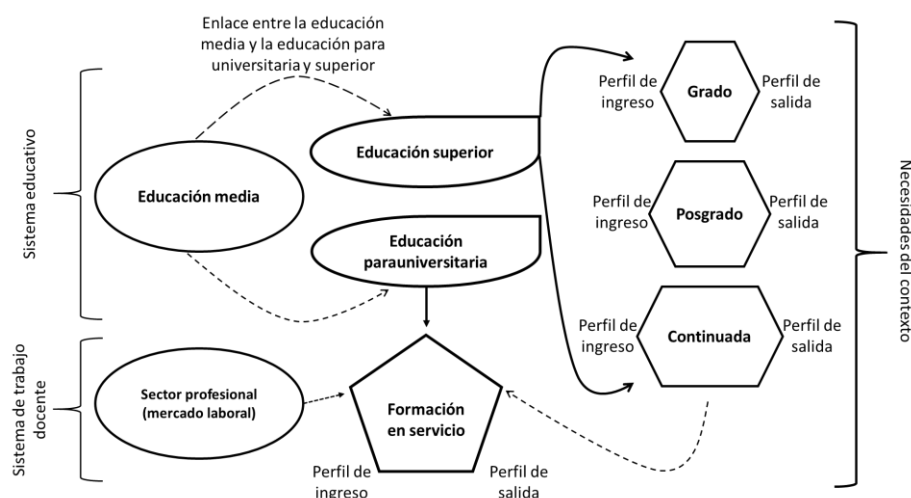 Enlace entre la educación
media y la educación para
universitaria y superior
Sistema educativo
Educación media
Educación superior
Educación
parauniversitaria
Perfil de
ingreso
Grado
Perfil de
salida
Perfil de
ingreso
Posgrado
Perfil de
salida
Perfil de
ingreso
Continuada
Perfil de
salida
Necesidades del contexto
Sistema de trabajo
docente
Sector profesional
(mercado laboral)
Formación
en servicio
Perfil de
ingreso
Perfil de
salida